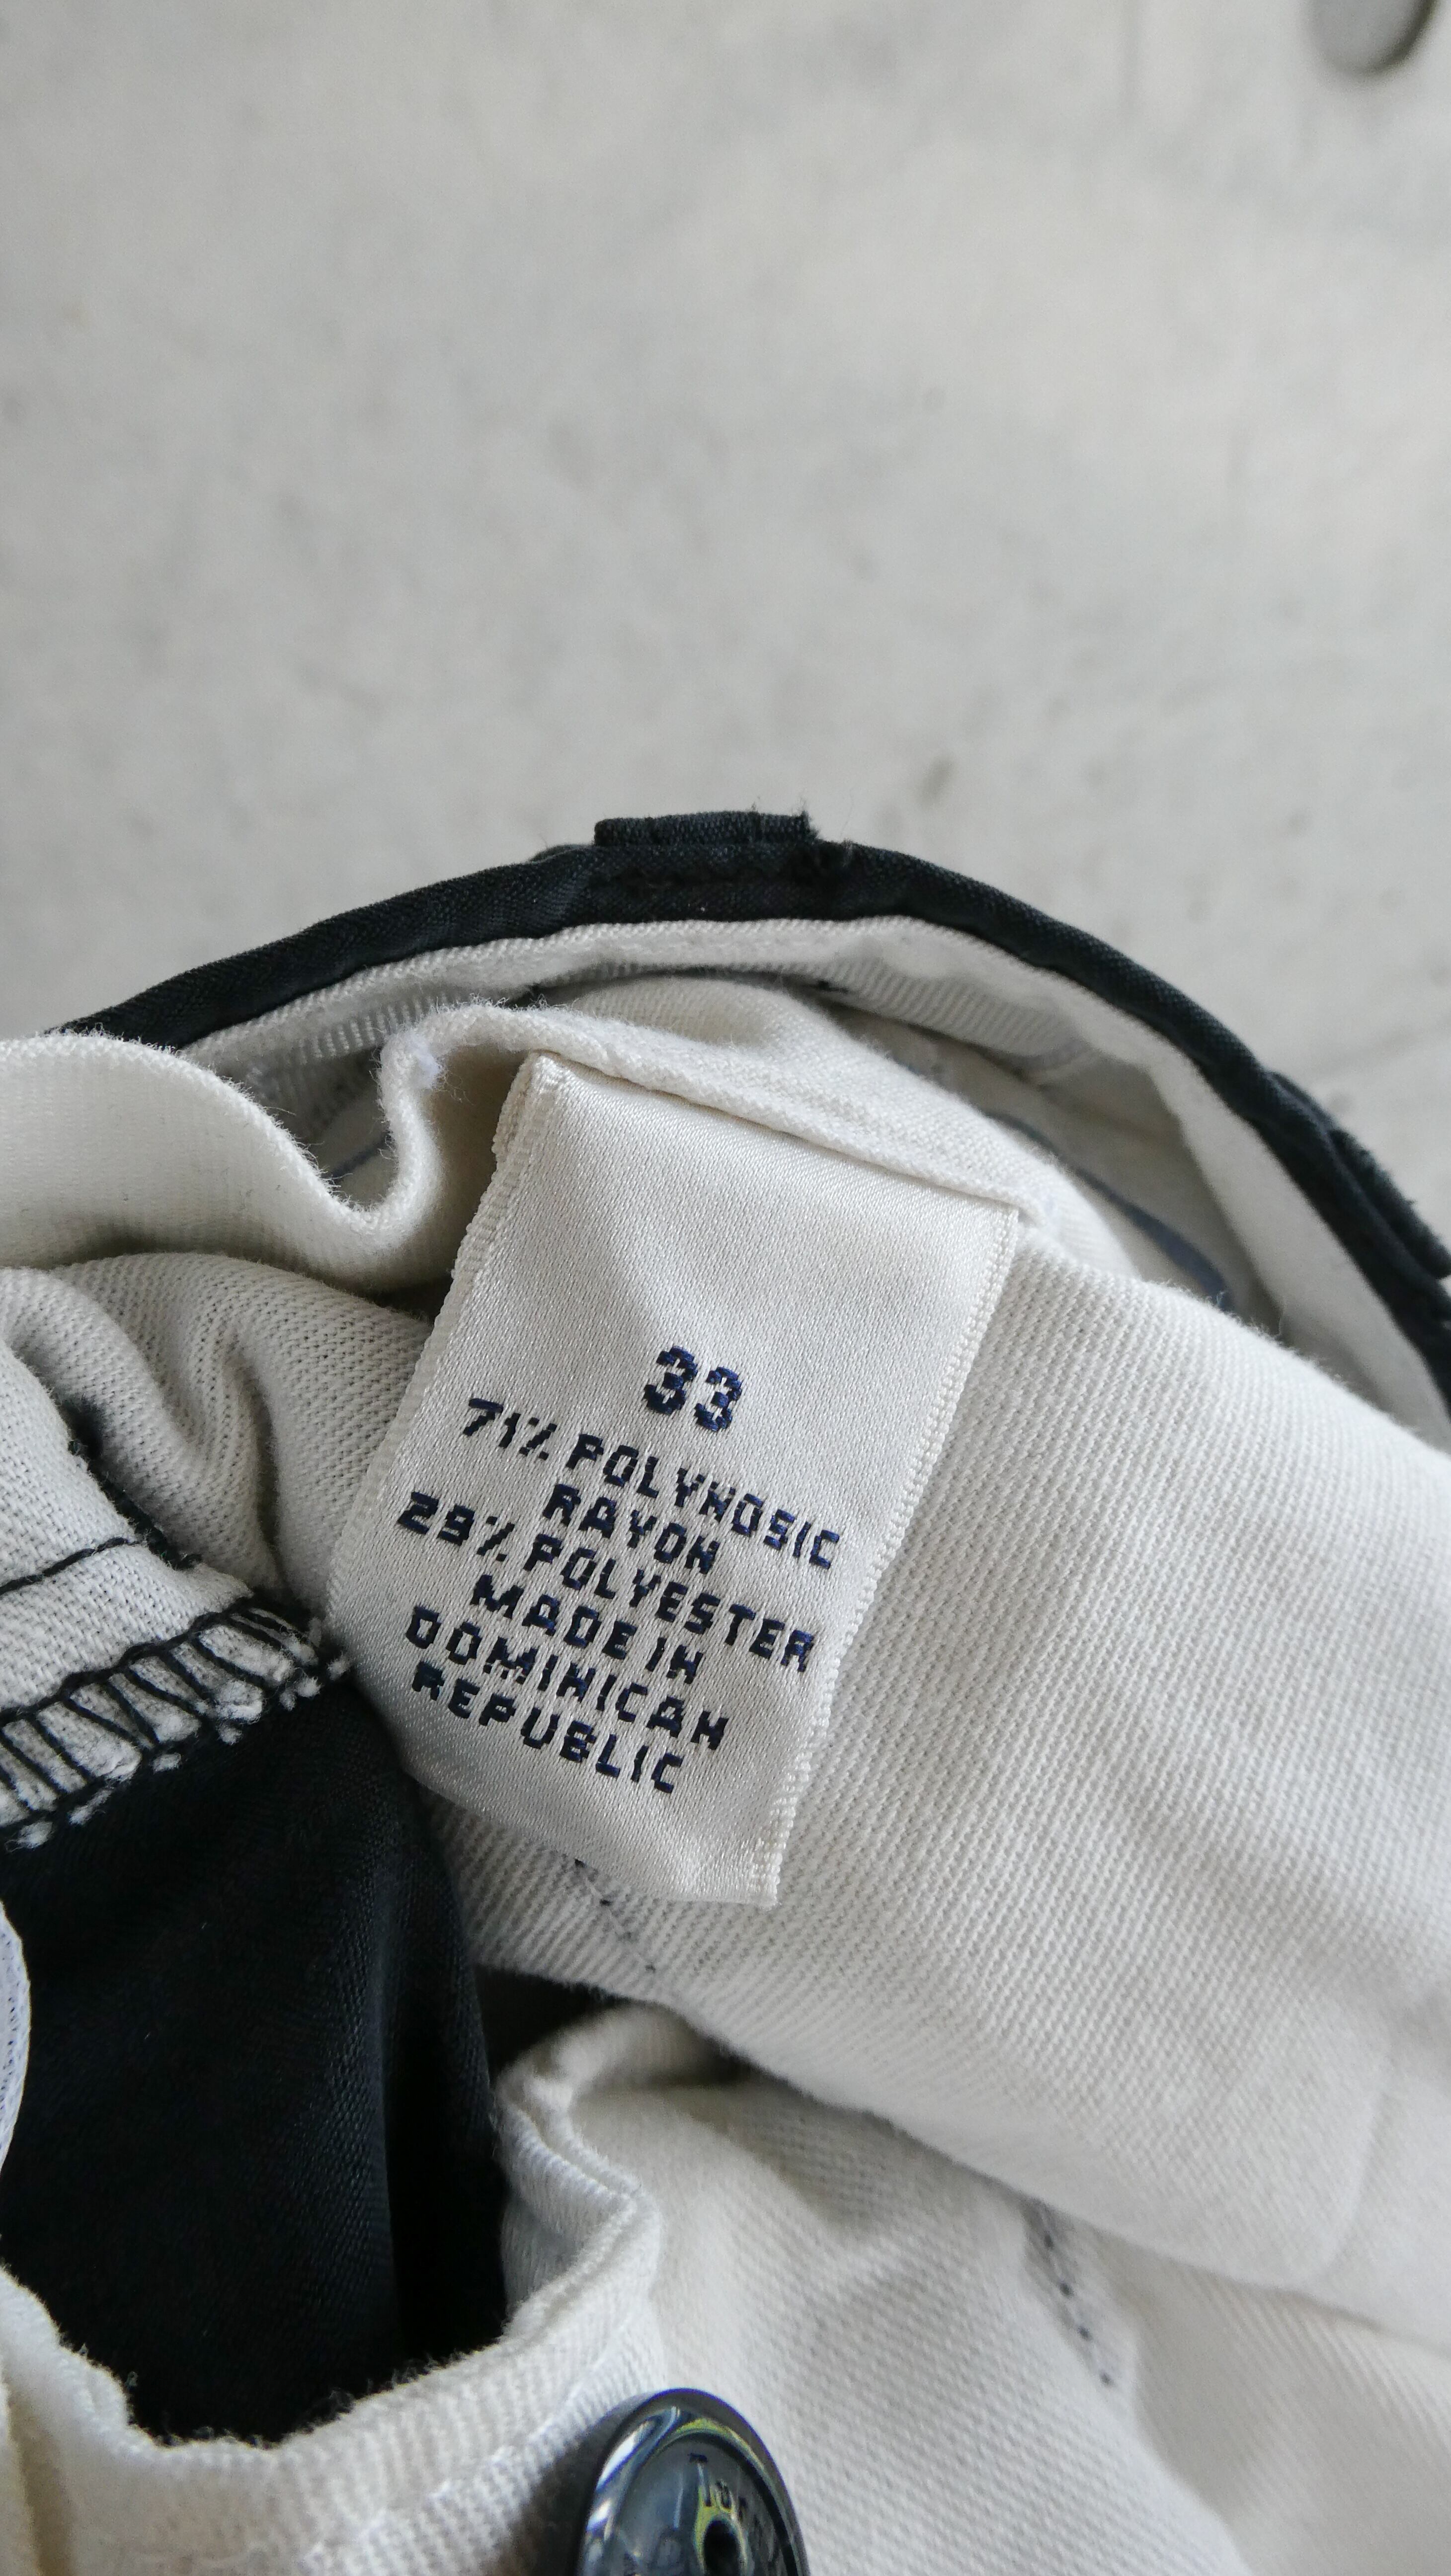 33
71% POLYNOSIC
RAYON
29% POLYESTER
MADE IN
DOMINICAN
REPUBLIC